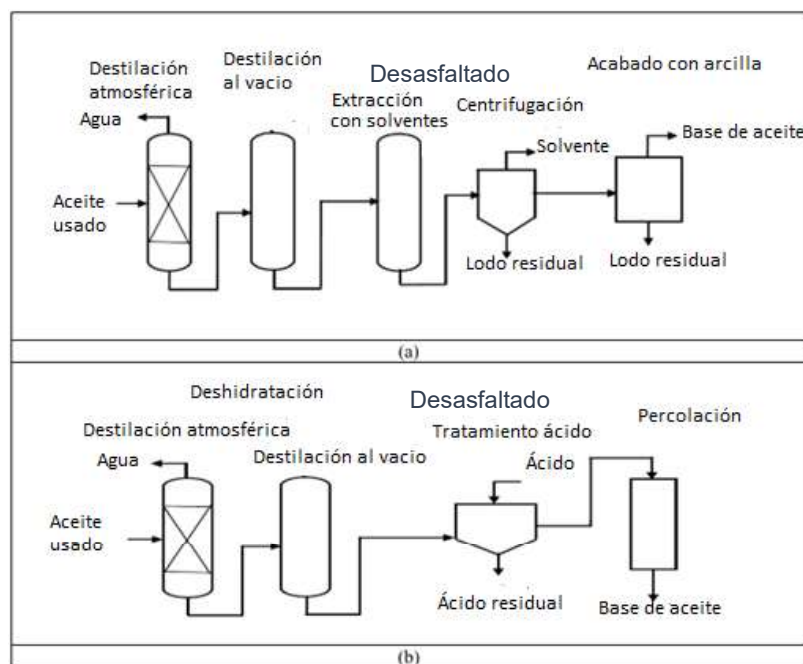 Destilación
atmosférica
Agua
Aceite
usado
Destilación
al vacio
Desasfaltado
Extracción
con solventes
Centrifugación
Solvente
Lodo residual
Acabado con arcilla
Base de aceite
Lodo residual
(a)
Deshidratación
Destilación atmosférica
Agua
Aceite
usado
Destilación al vacio
Desasfaltado
Tratamiento ácido
Ácido
Ácido residual
Percolación
Base de aceite
(b)